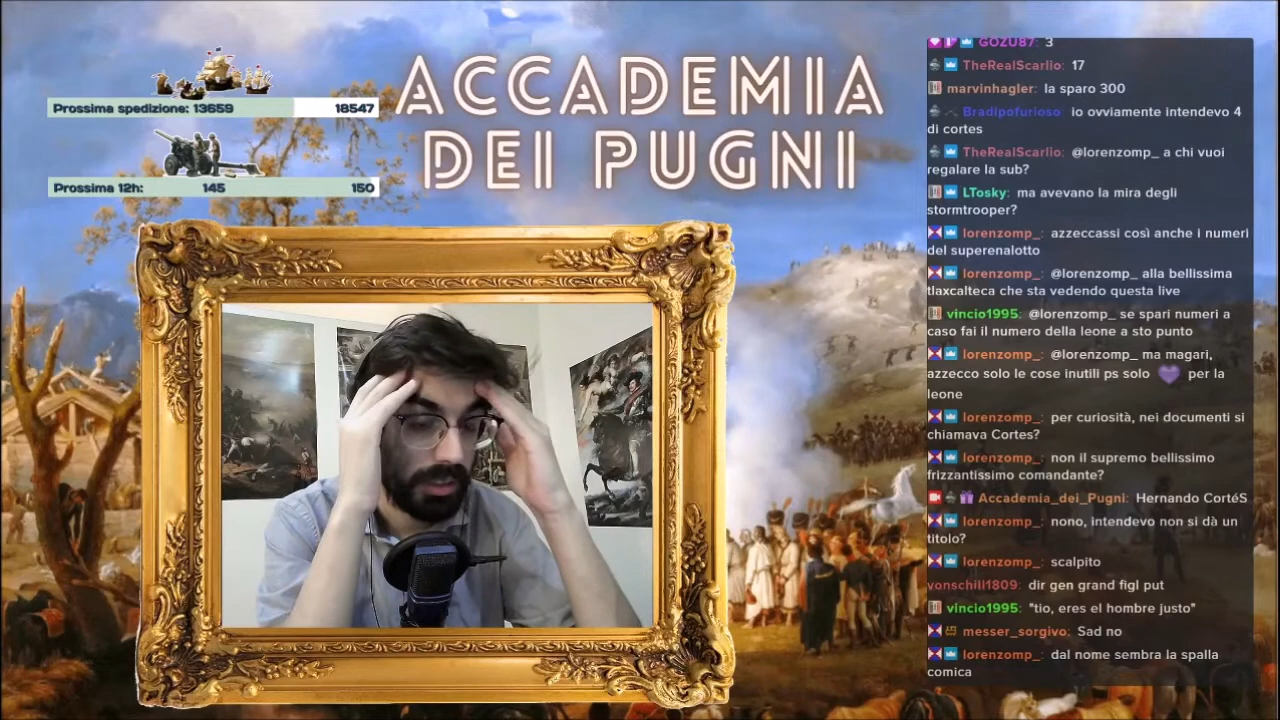 ACCADEMIA
DEI PUGNI
Prossima spedizione: 13659 18547
Prossima 12h: 145 150
GOZU87: 3
TheRealScarlio: 17
marvinhagler: la sparo 300
Bradipofurioso io ovviamente intendevo 4
di cortes
TheRealScarlio: @lorenzomp_ a chi vuoi
regalare la sub?
LTosky: ma avevano la mira degli
stormtrooper?
lorenzomp_: azzeccassi così anche i numeri
del superenalotto
lorenzomp_: @lorenzomp_ alla bellissima
tlaxcalteca che sta vedendo questa live
vincio1995: @lorenzomp_ se spari numeri a
caso fai il numero della leone a sto punto
lorenzomp_: @lorenzomp_ ma magari,
azzecco solo le cose inutili ps solo 💜 per la
leone
lorenzomp_: per curiosità, nei documenti si
chiamava Cortes?
lorenzomp_: non il supremo bellissimo
frizzantissimo comandante?
Accademia_dei_Pugni: Hernando CortéS
lorenzomp_: nono, intendevo non si dà un
titolo?
lorenzomp_: scalpito
vonschill1809: dir gen grand figl put
vincio1995: "tio, eres el hombre justo"
messer_sorgivo: Sad no
lorenzomp_: dal nome sembra la spalla
comica